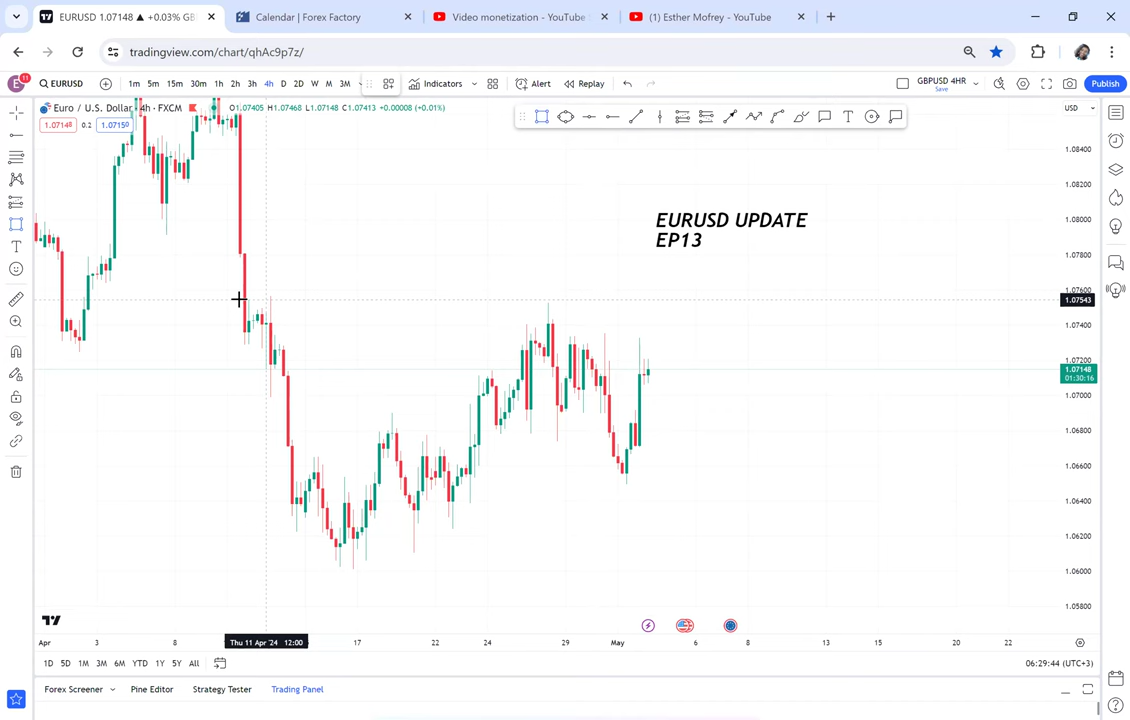 EURUSD 1.07148 ▲ +0.03% GB
Calendar | Forex Factory
Video monetization - YouTube
(1) Esther Mofrey - YouTube
tradingview.com/chart/qhAc9p7z/
E 11 EURUSD 1m 5m 15m 30m 1h 2h 3h 4h D 2D W M 3M Indicators Alert Replay GBPUSD 4HR Save Publish
Euro / U.S. Dollar · 4h · FXCM O1.07405 H1.07468 L1.07148 C1.07413 +0.00008 (+0.01%) USD
1.07148 0.2 1.07150
1.08400
1.08200
EURUSD UPDATE
EP13
1.08000
1.07800
1.07600
1.07543
1.07400
1.07200
1.07148
01:30:16
1.07000
1.06800
1.06600
1.06400
1.06200
1.06000
1.05800
Apr 3 8 Thu 11 Apr '24 12:00 17 22 24 29 May 6 8 13 15 20 22
1D 5D 1M 3M 6M YTD 1Y 5Y All 06:29:44 (UTC+3)
Forex Screener Pine Editor Strategy Tester Trading Panel